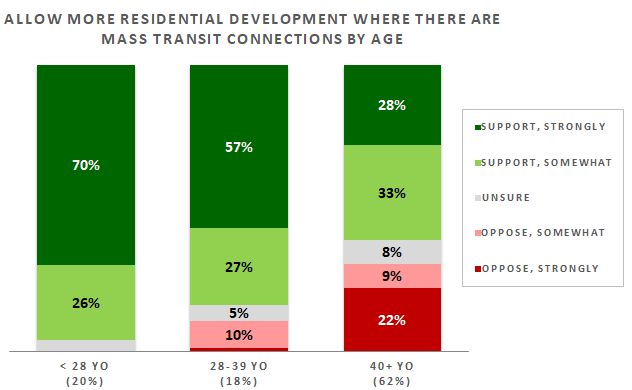 ALLOW MORE RESIDENTIAL DEVELOPMENT WHERE THERE ARE
MASS TRANSIT CONNECTIONS BY AGE
70%
26%
57%
27%
5%
10%
28%
33%
8%
9%
22%
SUPPORT, STRONGLY
SUPPORT, SOMEWHAT
UNSURE
OPPOSE, SOMEWHAT
OPPOSE, STRONGLY
< 28 YO
(20%)
28-39 YO
(18%)
40+ YO
(62%)